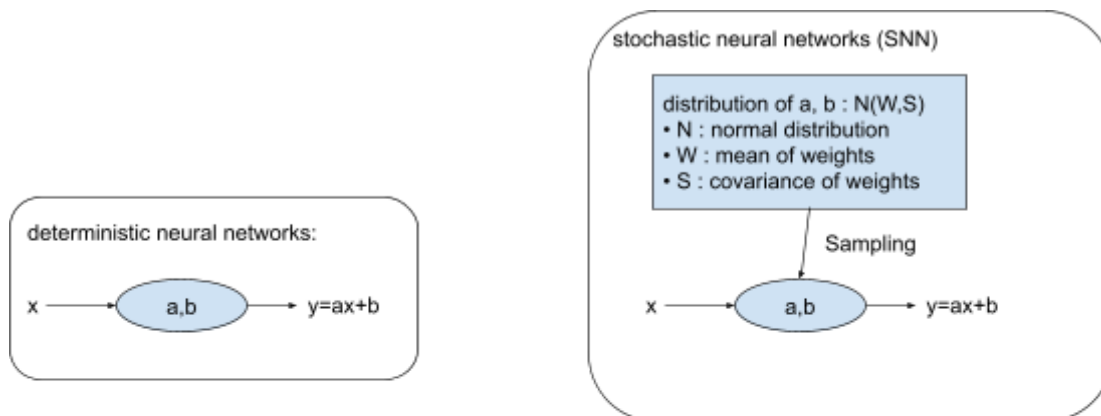 deterministic neural networks:
x
a,b
y=ax+b
stochastic neural networks (SNN)
distribution of a, b : N(W,S)
• N : normal distribution
• W : mean of weights
• S : covariance of weights
Sampling
x
a,b
y=ax+b